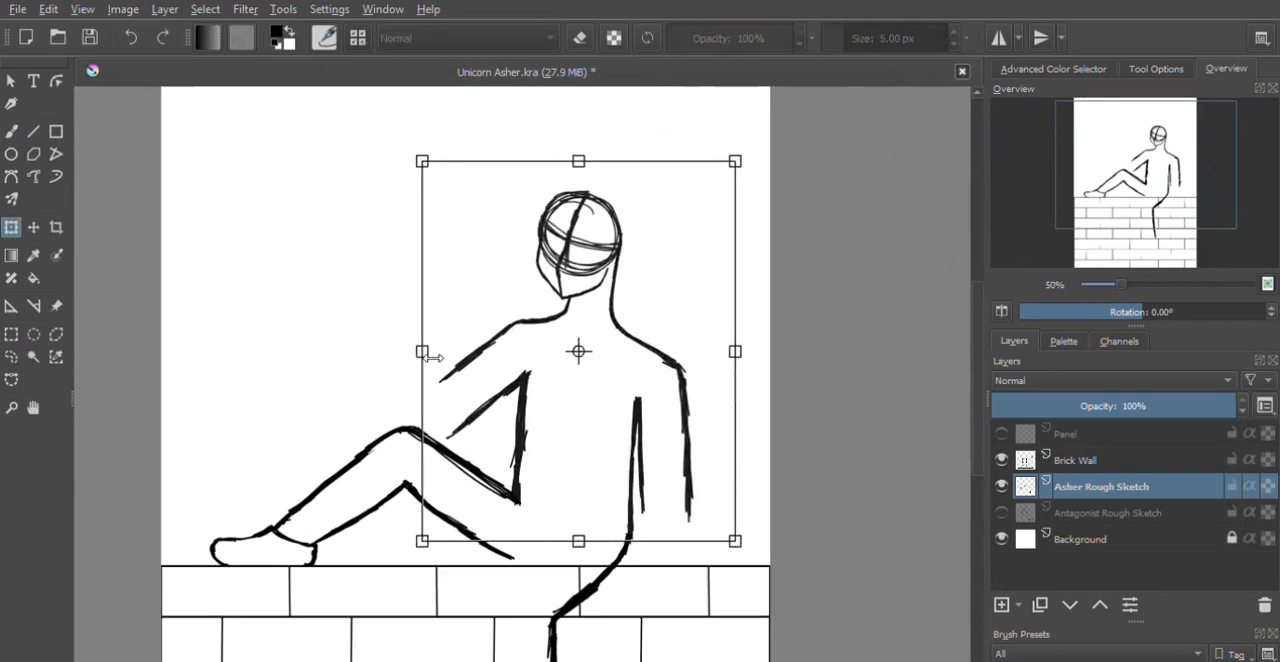 File Edit View Image Layer Select Filter Tools Settings Window Help
Normal Opacity: 100% Size: 5.00 px
Unicorn Asher.kra (27.9 MiB) *
Advanced Color Selector Tool Options Overview
Overview
50%
Rotation: 0.00°
Layers Palette Channels
Layers
Normal
Opacity: 100%
Panel
Brick Wall
Asher Rough Sketch
Antagonist Rough Sketch
Background
Brush Presets
All Tag